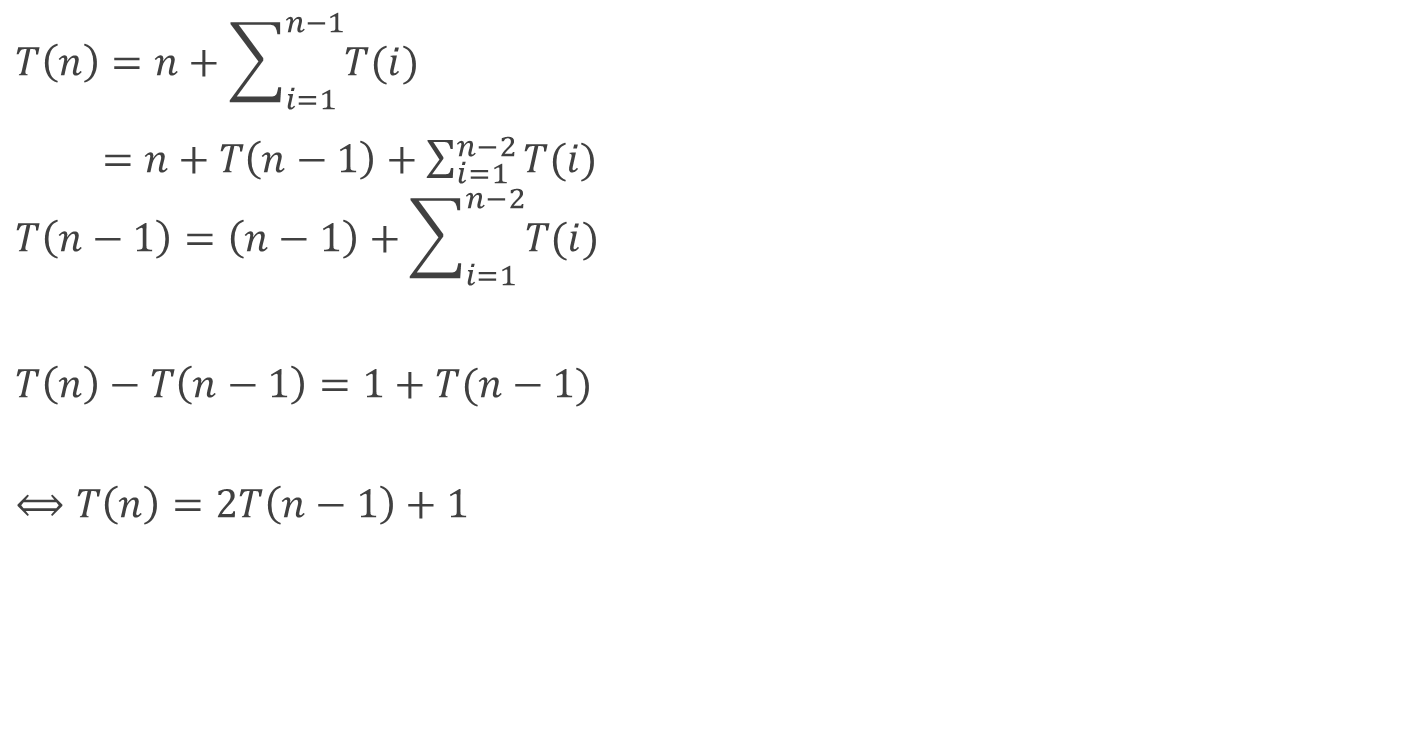 T(n) = n + ∑_{i=1}^{n−1} T(i)
= n + T(n − 1) + ∑_{i=1}^{n−2} T(i)
T(n − 1) = (n − 1) + ∑_{i=1}^{n−2} T(i)
T(n) − T(n − 1) = 1 + T(n − 1)
⟺ T(n) = 2T(n − 1) + 1